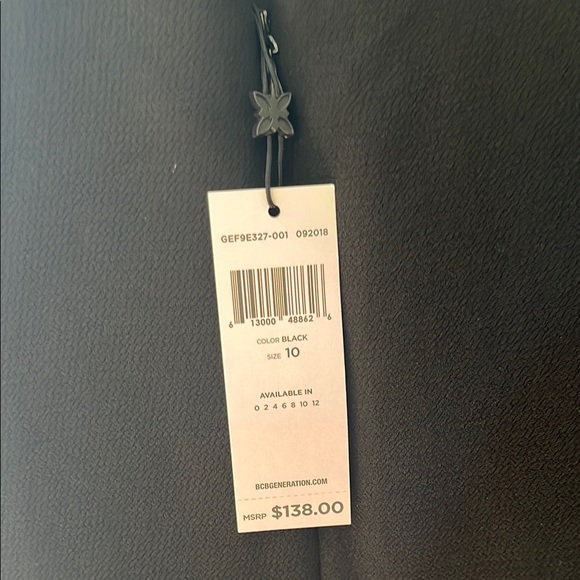 GEF9E327-001 092018
6 13000 48862 6
COLOR BLACK
SIZE 10
AVAILABLE IN
0 2 4 6 8 10 12
BCBGENERATION.COM
MSRP $138.00